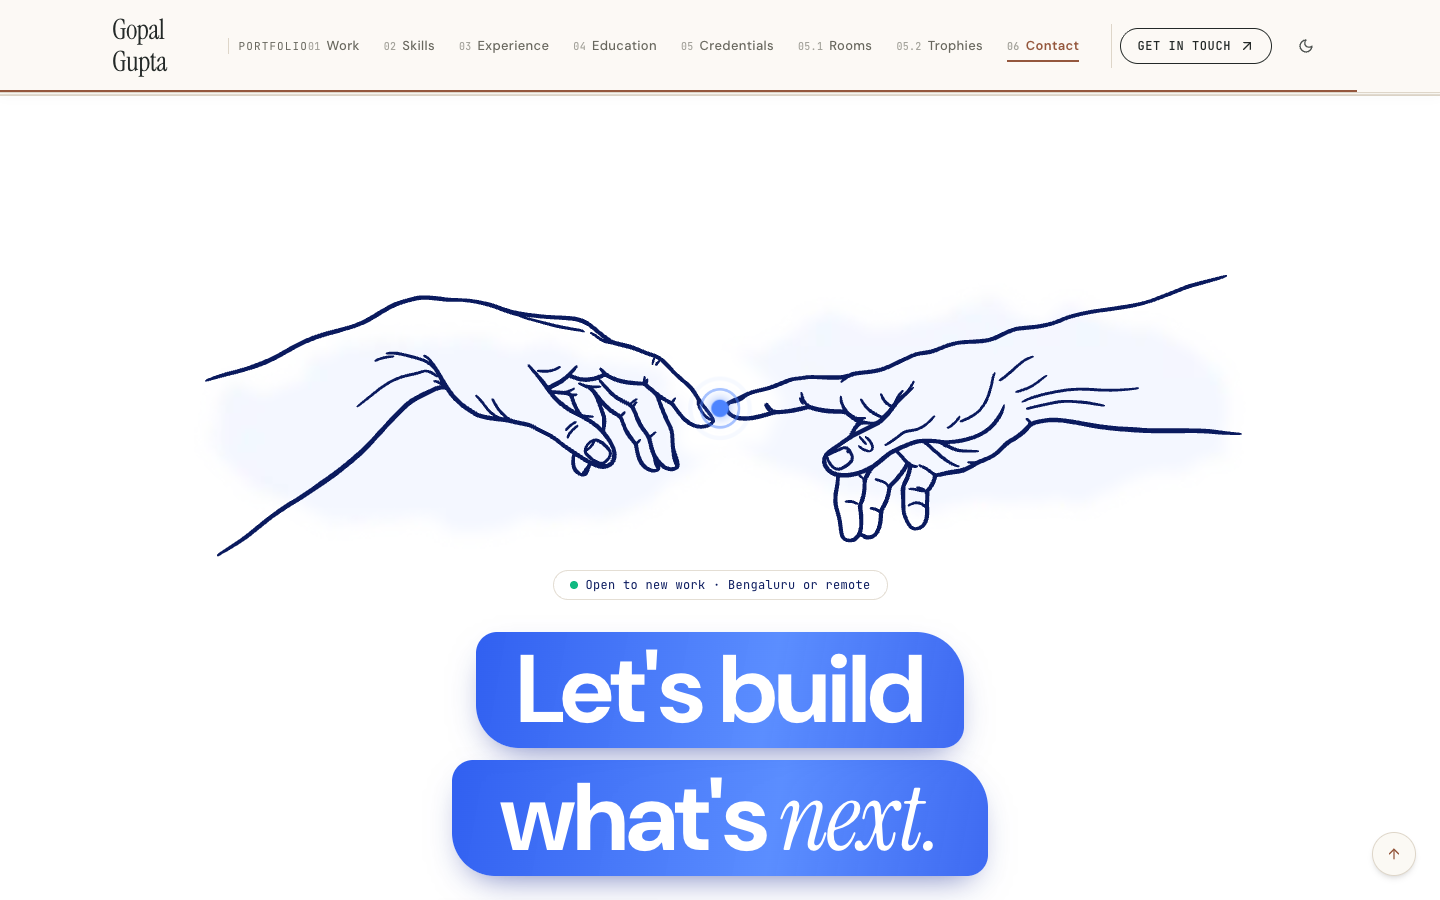 Gopal
Gupta
PORTFOLIO
01 Work
02 Skills
03 Experience
04 Education
05 Credentials
05.1 Rooms
05.2 Trophies
06 Contact
GET IN TOUCH
Open to new work · Bengaluru or remote
Let's build
what's next.